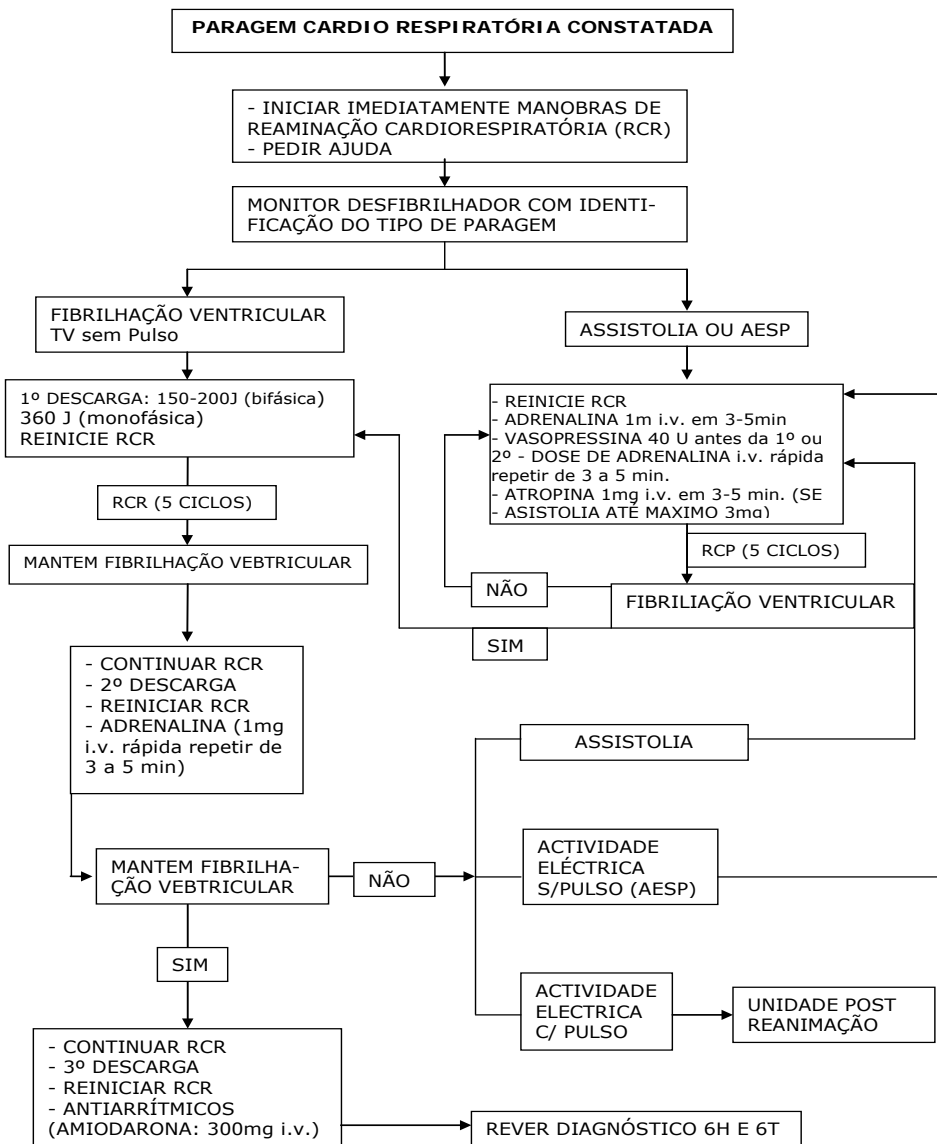 PARAGEM CARDIO RESPIRATÓRIA CONSTATADA
- INICIAR IMEDIATAMENTE MANOBRAS DE
REAMINAÇÃO CARDIORESPIRATÓRIA (RCR)
- PEDIR AJUDA
MONITOR DESFIBRILHADOR COM IDENTI-
FICAÇÃO DO TIPO DE PARAGEM
FIBRILHAÇÃO VENTRICULAR
TV sem Pulso
ASSISTOLIA OU AESP
1º DESCARGA: 150-200J (bifásica)
360 J (monofásica)
REINICIE RCR
- REINICIE RCR
- ADRENALINA 1m i.v. em 3-5min
- VASOPRESSINA 40 U antes da 1º ou
2º - DOSE DE ADRENALINA i.v. rápida
repetir de 3 a 5 min.
- ATROPINA 1mg i.v. em 3-5 min. (SE
- ASISTOLIA ATÉ MAXIMO 3mg)
RCR (5 CICLOS)
RCP (5 CICLOS)
MANTEM FIBRILHAÇÃO VEBTRICULAR
NÃO
FIBRILIAÇÃO VENTRICULAR
SIM
- CONTINUAR RCR
- 2º DESCARGA
- REINICIAR RCR
- ADRENALINA (1mg
i.v. rápida repetir de
3 a 5 min)
ASSISTOLIA
MANTEM FIBRILHA-
ÇÃO VEBTRICULAR
NÃO
ACTIVIDADE
ELÉCTRICA
S/PULSO (AESP)
SIM
ACTIVIDADE
ELECTRICA
C/ PULSO
UNIDADE POST
REANIMAÇÃO
- CONTINUAR RCR
- 3º DESCARGA
- REINICIAR RCR
- ANTIARRÍTMICOS
(AMIODARONA: 300mg i.v.)
REVER DIAGNÓSTICO 6H E 6T